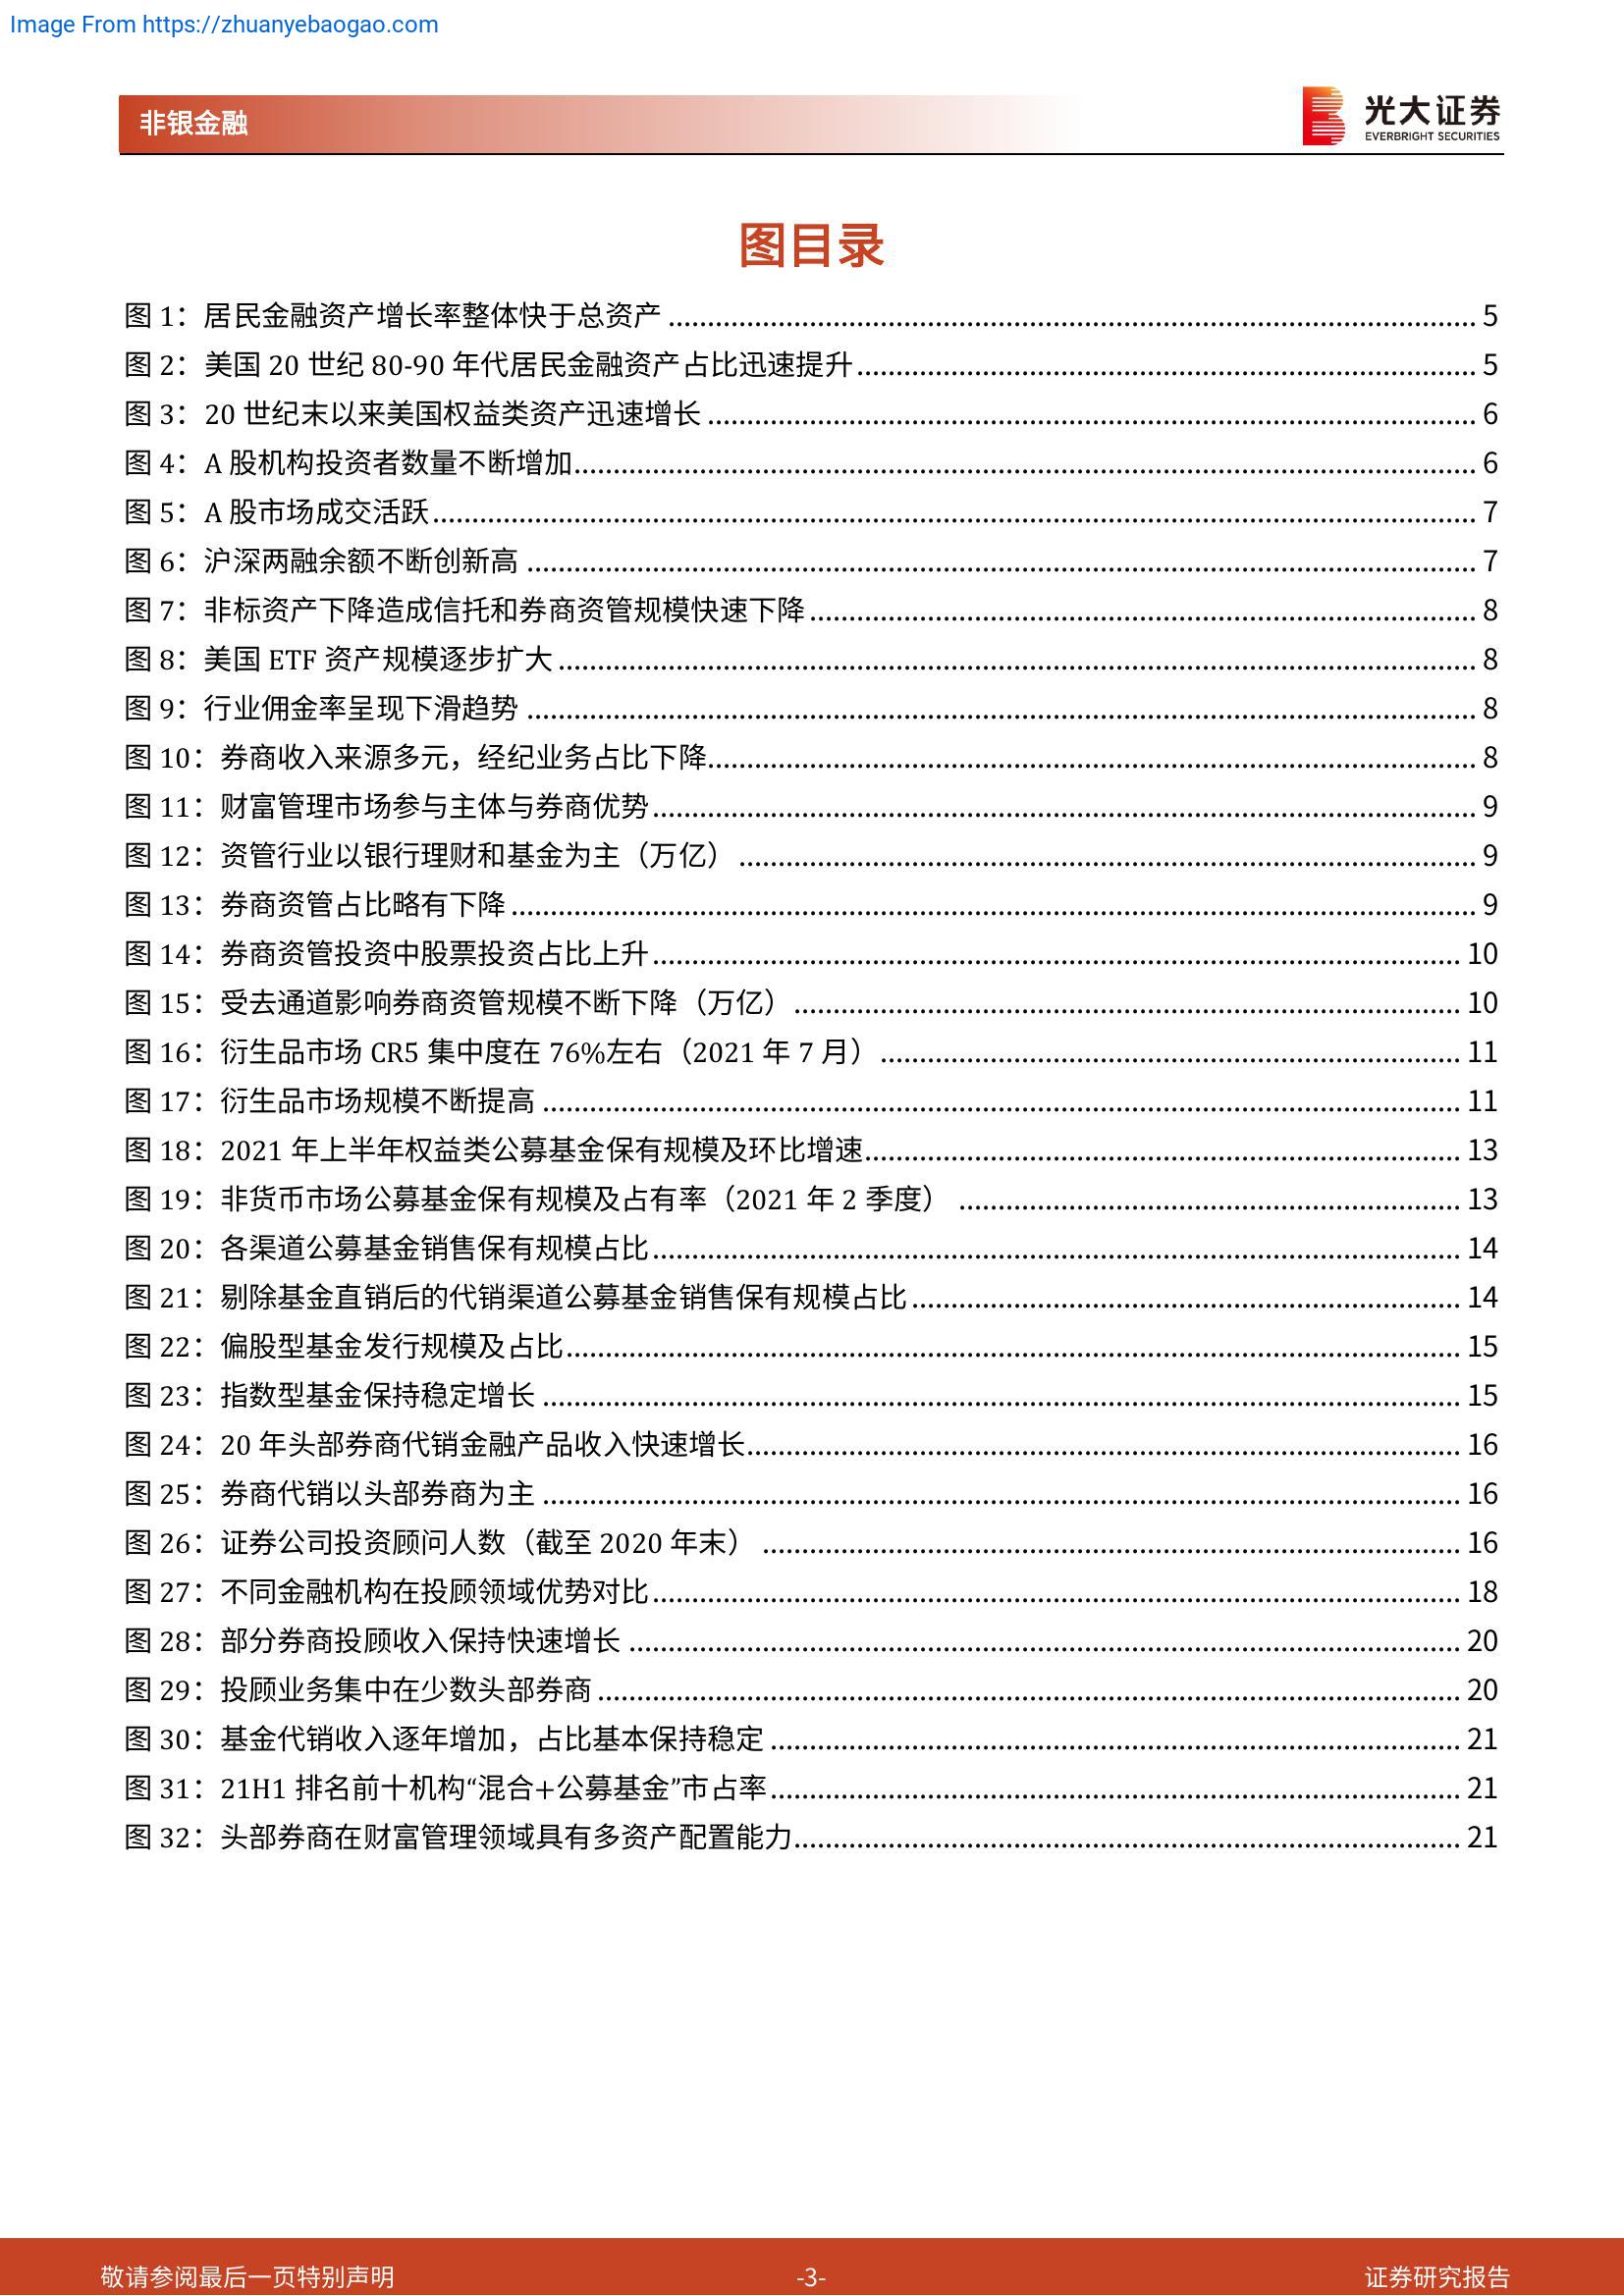 Image From https://zhuanyebaogao.com
非银金融
光大证券
EVERBRIGHT SECURITIES
图目录
图 1：居民金融资产增长率整体快于总资产 ........ 5
图 2：美国 20 世纪 80-90 年代居民金融资产占比迅速提升 ........ 5
图 3：20 世纪末以来美国权益类资产迅速增长 ........ 6
图 4：A 股机构投资者数量不断增加 ........ 6
图 5：A 股市场成交活跃 ........ 7
图 6：沪深两融余额不断创新高 ........ 7
图 7：非标资产下降造成信托和券商资管规模快速下降 ........ 8
图 8：美国 ETF 资产规模逐步扩大 ........ 8
图 9：行业佣金率呈现下滑趋势 ........ 8
图 10：券商收入来源多元，经纪业务占比下降 ........ 8
图 11：财富管理市场参与主体与券商优势 ........ 9
图 12：资管行业以银行理财和基金为主（万亿） ........ 9
图 13：券商资管占比略有下降 ........ 9
图 14：券商资管投资中股票投资占比上升 ........ 10
图 15：受去通道影响券商资管规模不断下降（万亿） ........ 10
图 16：衍生品市场 CR5 集中度在 76%左右（2021 年 7 月） ........ 11
图 17：衍生品市场规模不断提高 ........ 11
图 18：2021 年上半年权益类公募基金保有规模及环比增速 ........ 13
图 19：非货币市场公募基金保有规模及占有率（2021 年 2 季度） ........ 13
图 20：各渠道公募基金销售保有规模占比 ........ 14
图 21：剔除基金直销后的代销渠道公募基金销售保有规模占比 ........ 14
图 22：偏股型基金发行规模及占比 ........ 15
图 23：指数型基金保持稳定增长 ........ 15
图 24：20 年头部券商代销金融产品收入快速增长 ........ 16
图 25：券商代销以头部券商为主 ........ 16
图 26：证券公司投资顾问人数（截至 2020 年末） ........ 16
图 27：不同金融机构在投顾领域优势对比 ........ 18
图 28：部分券商投顾收入保持快速增长 ........ 20
图 29：投顾业务集中在少数头部券商 ........ 20
图 30：基金代销收入逐年增加，占比基本保持稳定 ........ 21
图 31：21H1 排名前十机构“混合+公募基金”市占率 ........ 21
图 32：头部券商在财富管理领域具有多资产配置能力 ........ 21
敬请参阅最后一页特别声明
-3-
证券研究报告